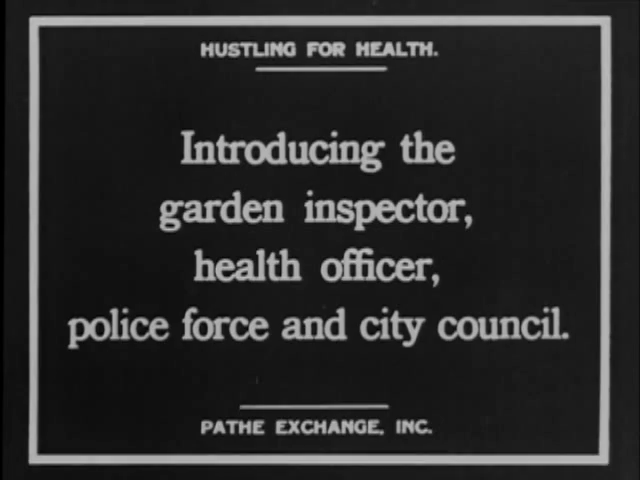 HUSTLING FOR HEALTH.
Introducing the
garden inspector,
health officer,
police force and city council.
PATHE EXCHANGE, INC.